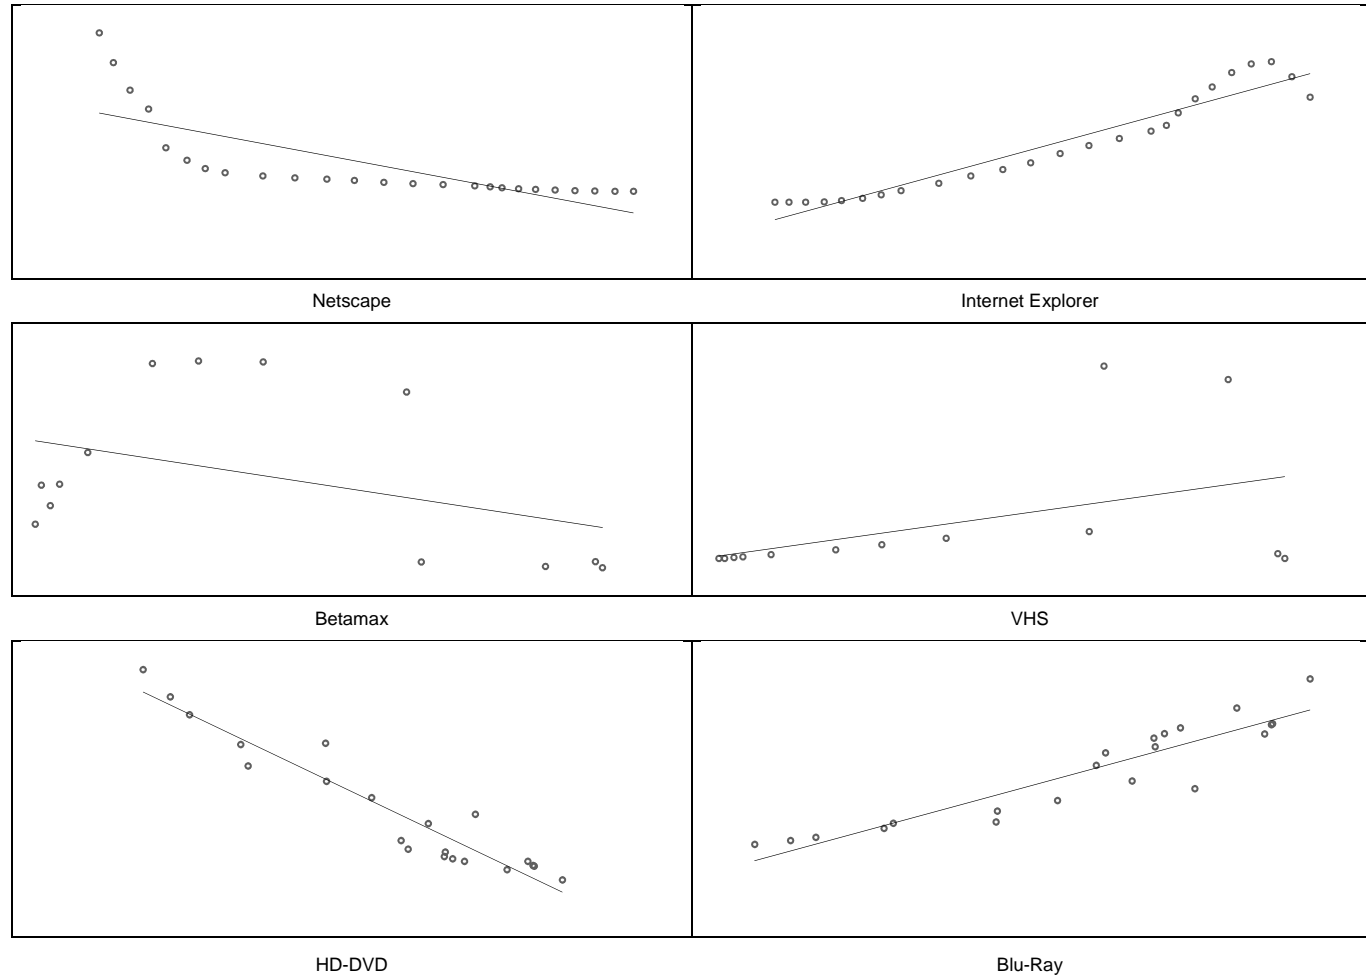 Netscape
Internet Explorer
Betamax
VHS
HD-DVD
Blu-Ray